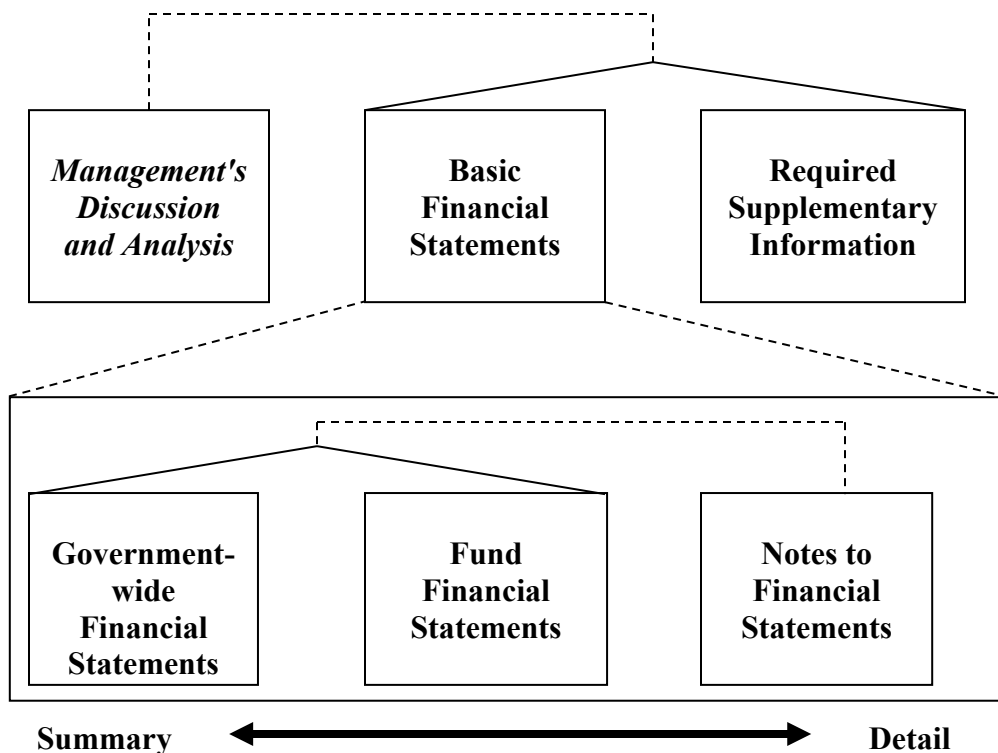 Management's
Discussion
and Analysis
Basic
Financial
Statements
Required
Supplementary
Information
Government-
wide
Financial
Statements
Fund
Financial
Statements
Notes to
Financial
Statements
Summary
Detail